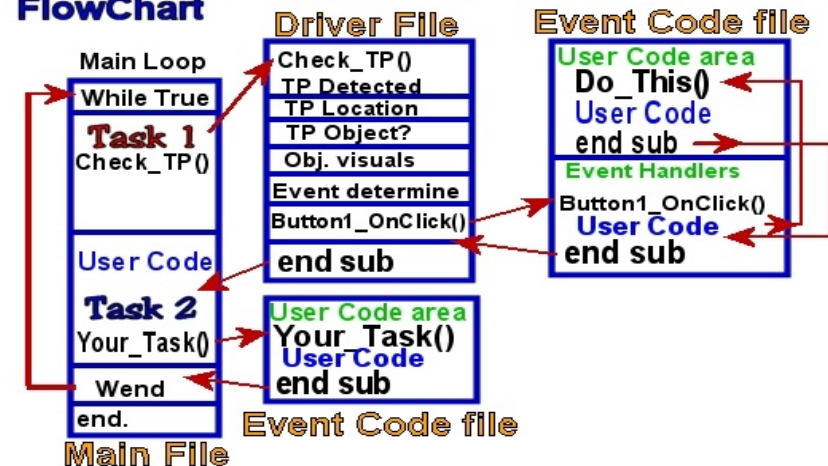 FlowChart
Main Loop
While True
Task 1
Check_TP()
User Code
Task 2
Your_Task()
Wend
end.
Main File
Driver File
Check_TP()
TP Detected
TP Location
TP Object?
Obj. visuals
Event determine
Button1_OnClick()
end sub
User Code area
Your_Task()
User Code
end sub
Event Code file
Event Code file
User Code area
Do_This()
User Code
end sub
Event Handlers
Button1_OnClick()
User Code
end sub